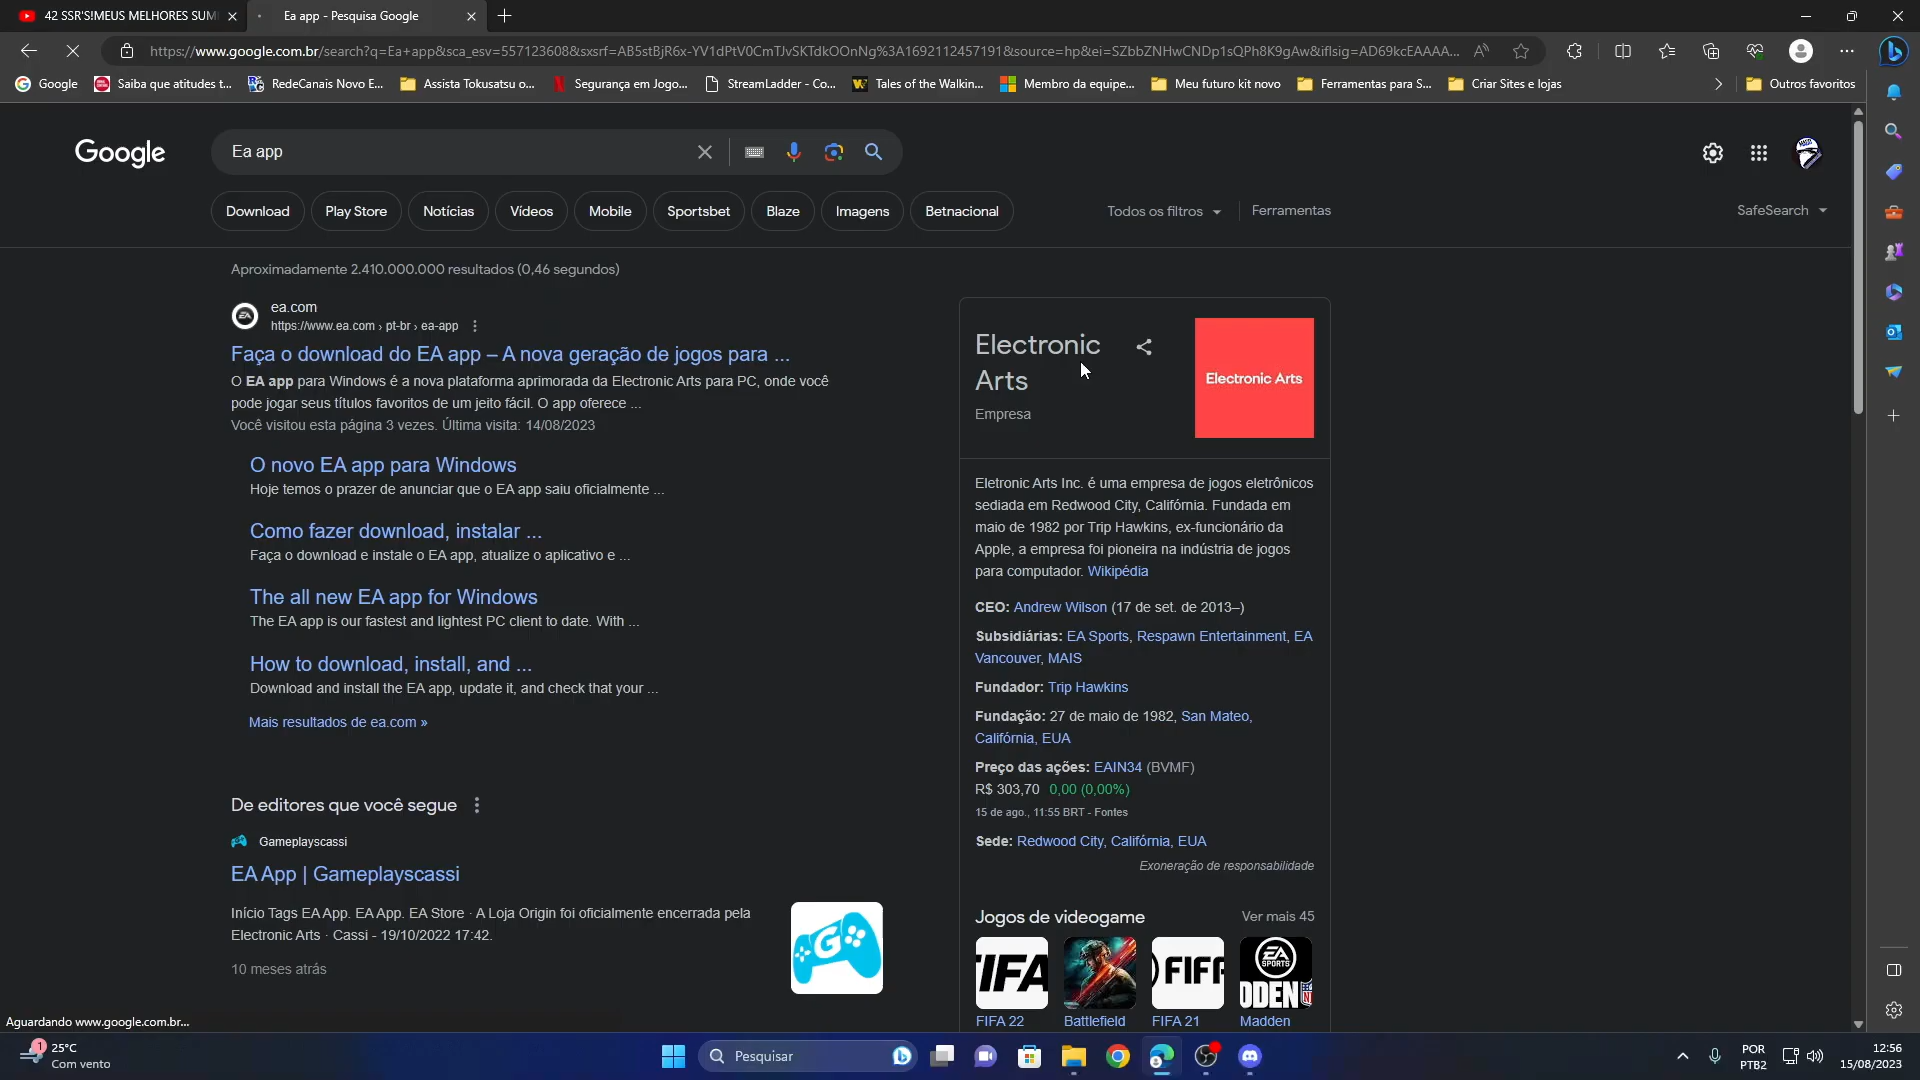 42 SSR'S!MEUS MELHORES SUM
Ea app - Pesquisa Google
https://www.google.com.br/search?q=Ea+app&sca_esv=557123608&sxsrf=AB5stBjR6x-YV1dPtV0CmTJvSKTdkOOnNg%3A1692112457191&source=hp&ei=SZbbZNHwCNDp1sQPh8K9gAw&iflsig=AD69kcEAAAA...
Google
Saiba que atitudes t...
RedeCanais Novo E...
Assista Tokusatsu o...
Segurança em Jogo...
StreamLadder - Co...
Tales of the Walkin...
Membro da equipe...
Meu futuro kit novo
Ferramentas para S...
Criar Sites e lojas
Outros favoritos
Google
Ea app
Download
Play Store
Notícias
Vídeos
Mobile
Sportsbet
Blaze
Imagens
Betnacional
Todos os filtros
Ferramentas
SafeSearch
Aproximadamente 2.410.000.000 resultados (0,46 segundos)
ea.com
https://www.ea.com › pt-br › ea-app
Faça o download do EA app – A nova geração de jogos para ...
O EA app para Windows é a nova plataforma aprimorada da Electronic Arts para PC, onde você
pode jogar seus títulos favoritos de um jeito fácil. O app oferece ...
Você visitou esta página 3 vezes. Última visita: 14/08/2023
O novo EA app para Windows
Hoje temos o prazer de anunciar que o EA app saiu oficialmente ...
Como fazer download, instalar ...
Faça o download e instale o EA app, atualize o aplicativo e ...
The all new EA app for Windows
The EA app is our fastest and lightest PC client to date. With ...
How to download, install, and ...
Download and install the EA app, update it, and check that your ...
Mais resultados de ea.com »
De editores que você segue
Gameplayscassi
EA App | Gameplayscassi
Início Tags EA App. EA App. EA Store · A Loja Origin foi oficialmente encerrada pela
Electronic Arts · Cassi - 19/10/2022 17:42.
10 meses atrás
Electronic
Arts
Empresa
Electronic Arts
Eletronic Arts Inc. é uma empresa de jogos eletrônicos
sediada em Redwood City, Califórnia. Fundada em
maio de 1982 por Trip Hawkins, ex-funcionário da
Apple, a empresa foi pioneira na indústria de jogos
para computador. Wikipédia
CEO: Andrew Wilson (17 de set. de 2013–)
Subsidiárias: EA Sports, Respawn Entertainment, EA
Vancouver, MAIS
Fundador: Trip Hawkins
Fundação: 27 de maio de 1982, San Mateo,
Califórnia, EUA
Preço das ações: EAIN34 (BVMF)
R$ 303,70 0,00 (0,00%)
15 de ago., 11:55 BRT - Fontes
Sede: Redwood City, Califórnia, EUA
Exoneração de responsabilidade
Jogos de videogame
Ver mais 45
FIFA 22
Battlefield
FIFA 21
Madden
Aguardando www.google.com.br...
1
25°C
Com vento
Pesquisar
POR
PTB2
12:56
15/08/2023